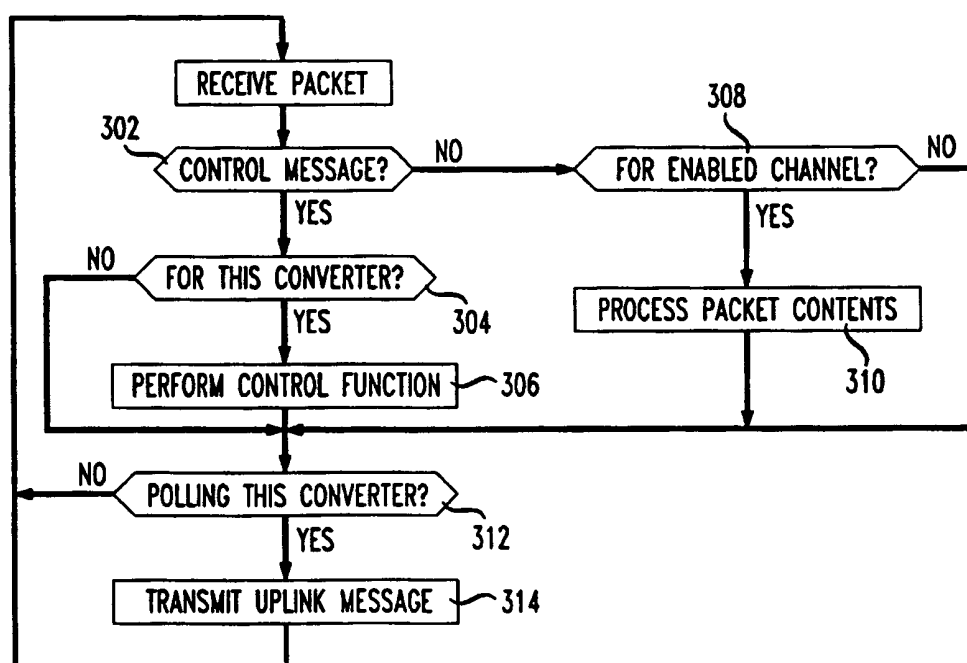 RECEIVE PACKET
302
CONTROL MESSAGE?
NO
308
FOR ENABLED CHANNEL?
NO
YES
YES
NO
FOR THIS CONVERTER?
304
PROCESS PACKET CONTENTS
310
YES
PERFORM CONTROL FUNCTION
306
NO
POLLING THIS CONVERTER?
312
YES
TRANSMIT UPLINK MESSAGE
314